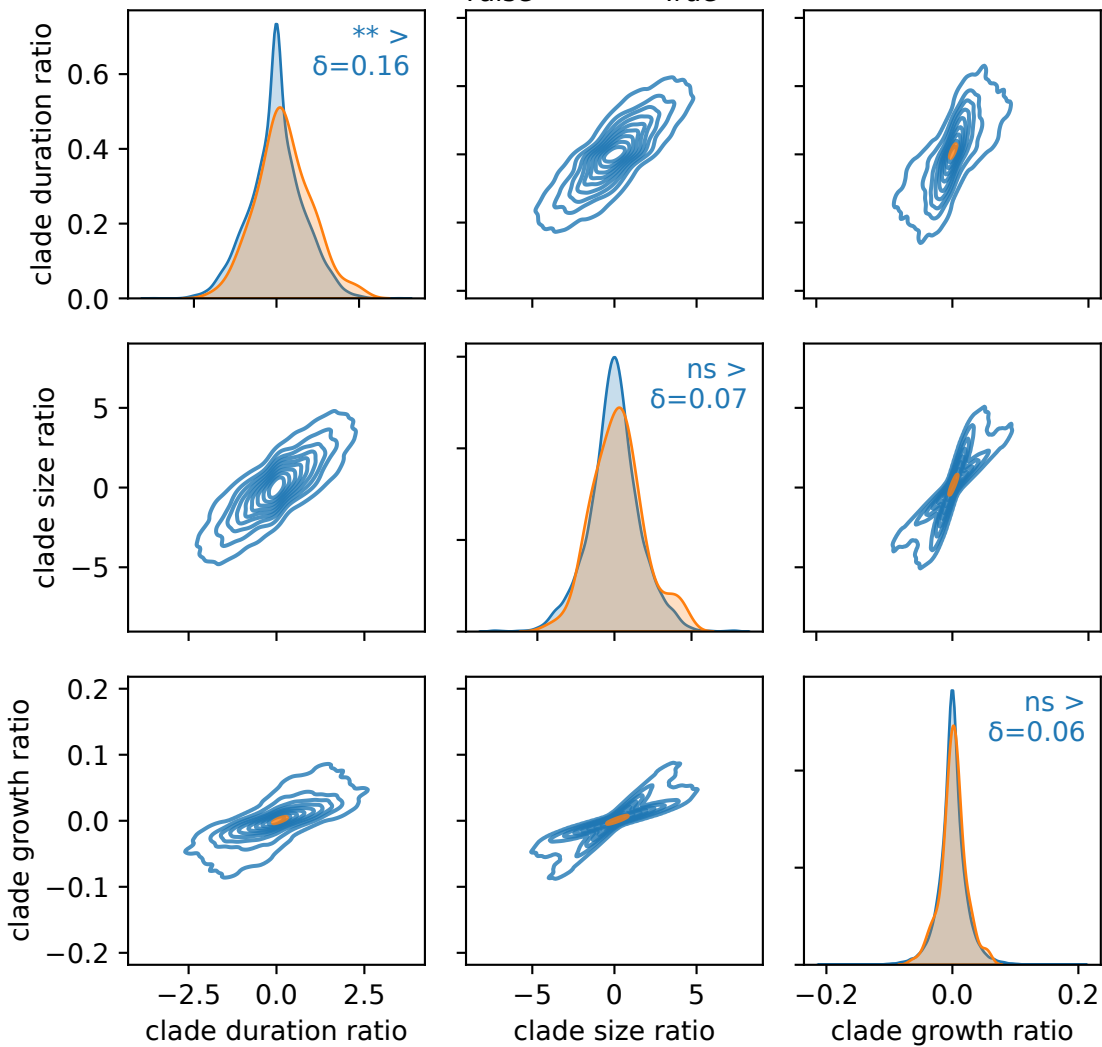 ** >
δ=0.16
clade duration ratio
0.6
0.4
0.2
0.0
ns >
δ=0.07
clade size ratio
5
0
−5
ns >
δ=0.06
clade growth ratio
0.2
0.1
0.0
−0.1
−0.2
−2.5 0.0 2.5
−5 0 5
−0.2 0.0 0.2
clade duration ratio
clade size ratio
clade growth ratio